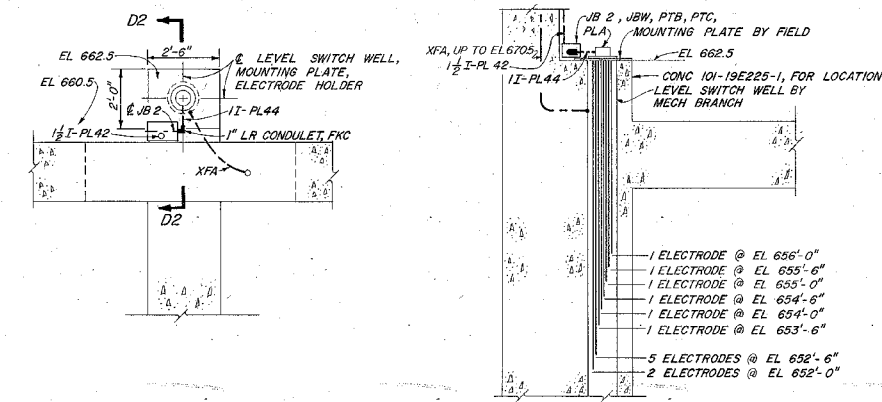 D2
2'-6"
EL 662.5
EL 660.5
2'-0"
℄ LEVEL SWITCH WELL,
MOUNTING PLATE,
ELECTRODE HOLDER
℄ JB 2
1I-PL44
1½ I-PL42
1" LR CONDULET, FKC
XFA
D2
JB 2, JBW, PTB, PTC,
PLA
MOUNTING PLATE BY FIELD
XFA, UP TO EL6705
1½ I-PL 42
1I-PL44
EL 662.5
CONC 101-19E225-1, FOR LOCATION
LEVEL SWITCH WELL BY
MECH BRANCH
1 ELECTRODE @ EL 656'-0"
1 ELECTRODE @ EL 655'-6"
1 ELECTRODE @ EL 655'-0"
1 ELECTRODE @ EL 654'-6"
1 ELECTRODE @ EL 654'-0"
1 ELECTRODE @ EL 653'-6"
5 ELECTRODES @ EL 652'-6"
2 ELECTRODES @ EL 652'-0"